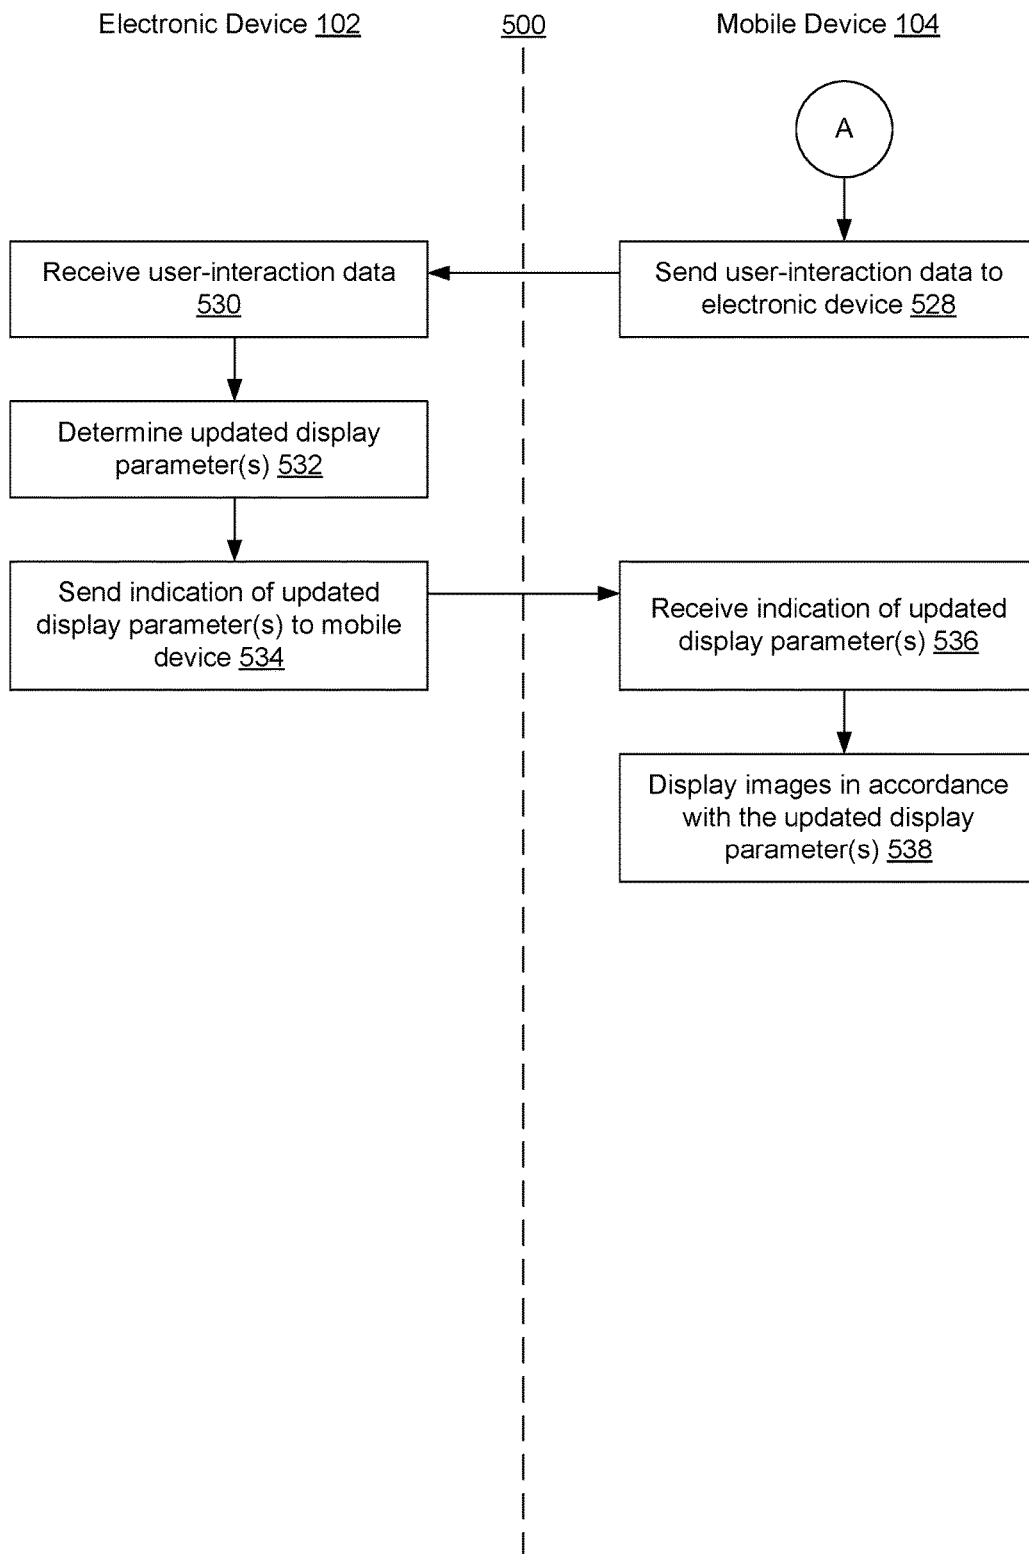 Electronic Device 102
500
Mobile Device 104
A
Receive user-interaction data
530
Send user-interaction data to
electronic device 528
Determine updated display
parameter(s) 532
Send indication of updated
display parameter(s) to mobile
device 534
Receive indication of updated
display parameter(s) 536
Display images in accordance
with the updated display
parameter(s) 538